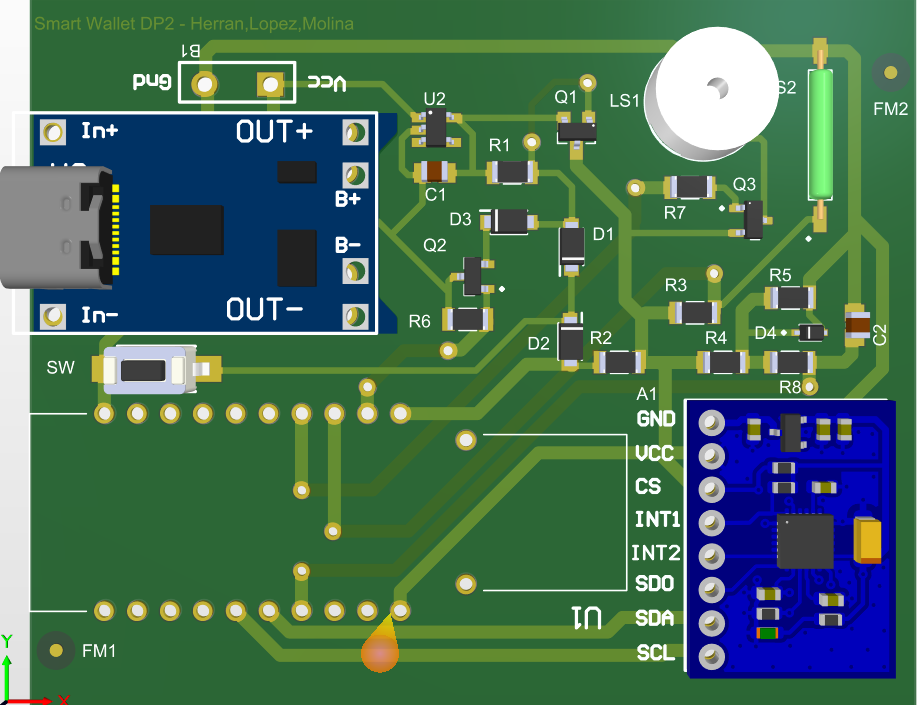 Smart Wallet DP2 - Herran,Lopez,Molina
B1
Gnd
Vcc
In+
OUT+
B+
B-
In-
OUT-
U2
C1
R1
Q1
LS1
S2
FM2
D3
D1
Q2
R6
R7
Q3
R3
R5
D4
C2
D2
R2
R4
R8
SW
A1
GND
VCC
CS
INT1
INT2
SDO
SDA
SCL
U1
FM1
Y
X